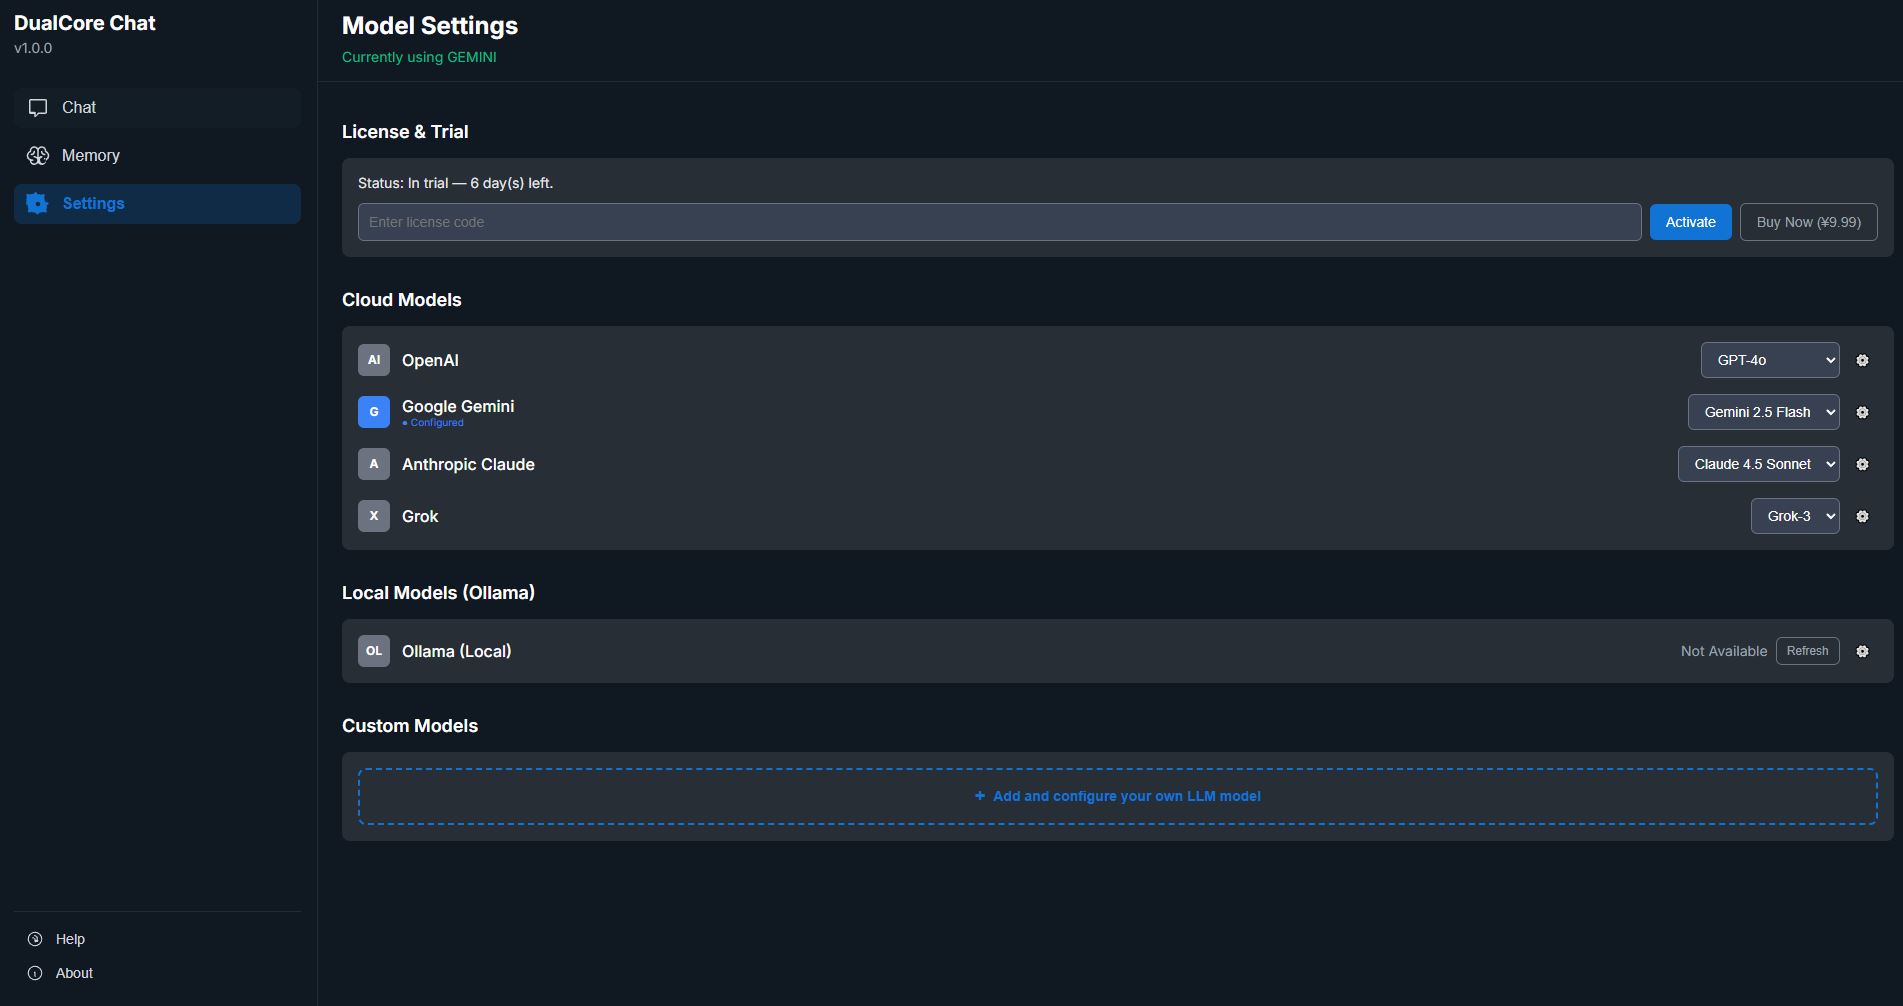 DualCore Chat
v1.0.0
Chat
Memory
Settings
Help
About
Model Settings
Currently using GEMINI
License & Trial
Status: In trial — 6 day(s) left.
Enter license code
Activate
Buy Now (¥9.99)
Cloud Models
AI OpenAI GPT-4o
G Google Gemini Gemini 2.5 Flash
• Configured
A Anthropic Claude Claude 4.5 Sonnet
X Grok Grok-3
Local Models (Ollama)
OL Ollama (Local) Not Available Refresh
Custom Models
+ Add and configure your own LLM model